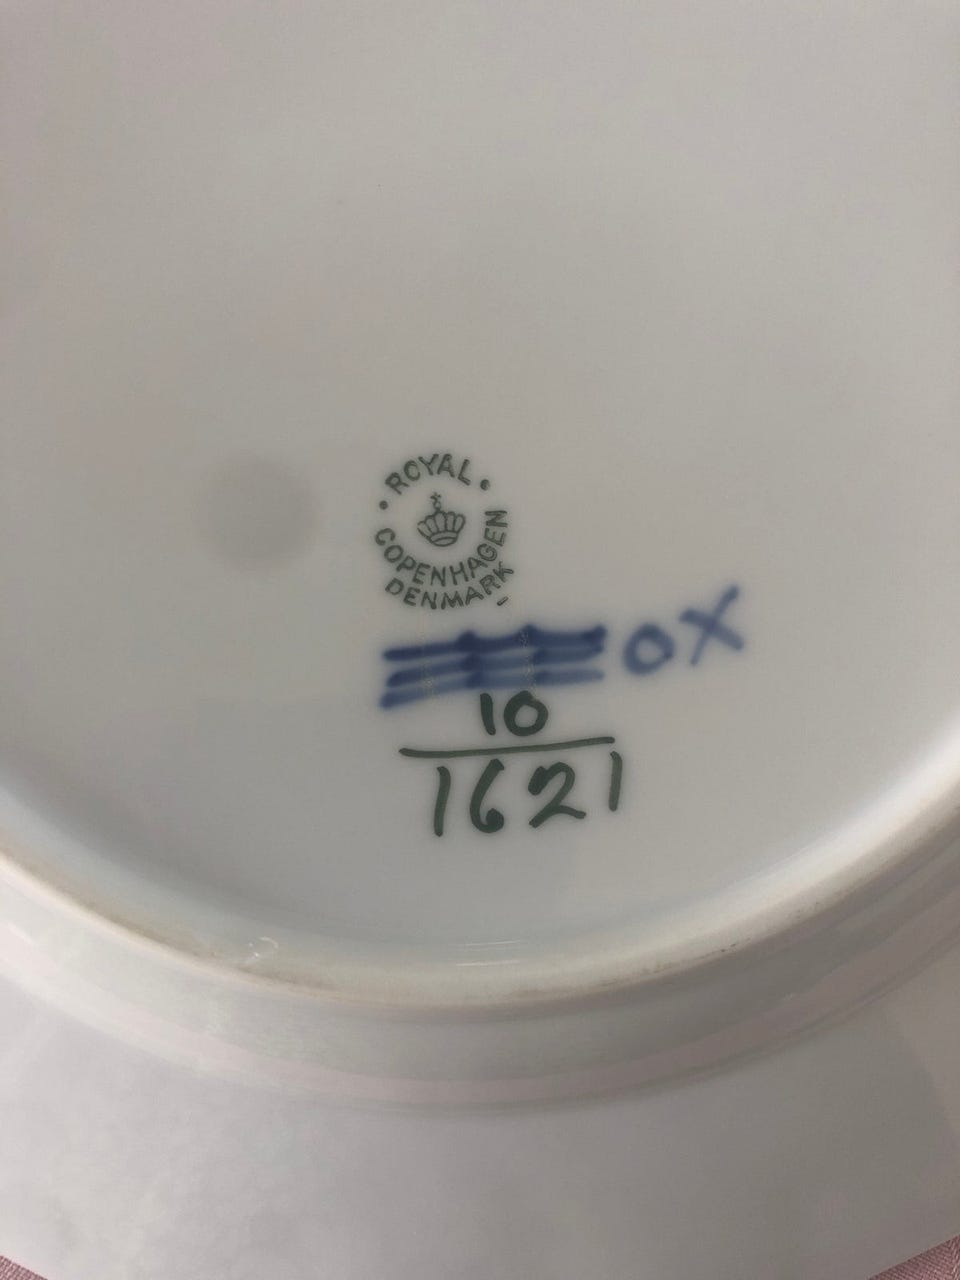 ROYAL
COPENHAGEN
DENMARK
OX
10
1621